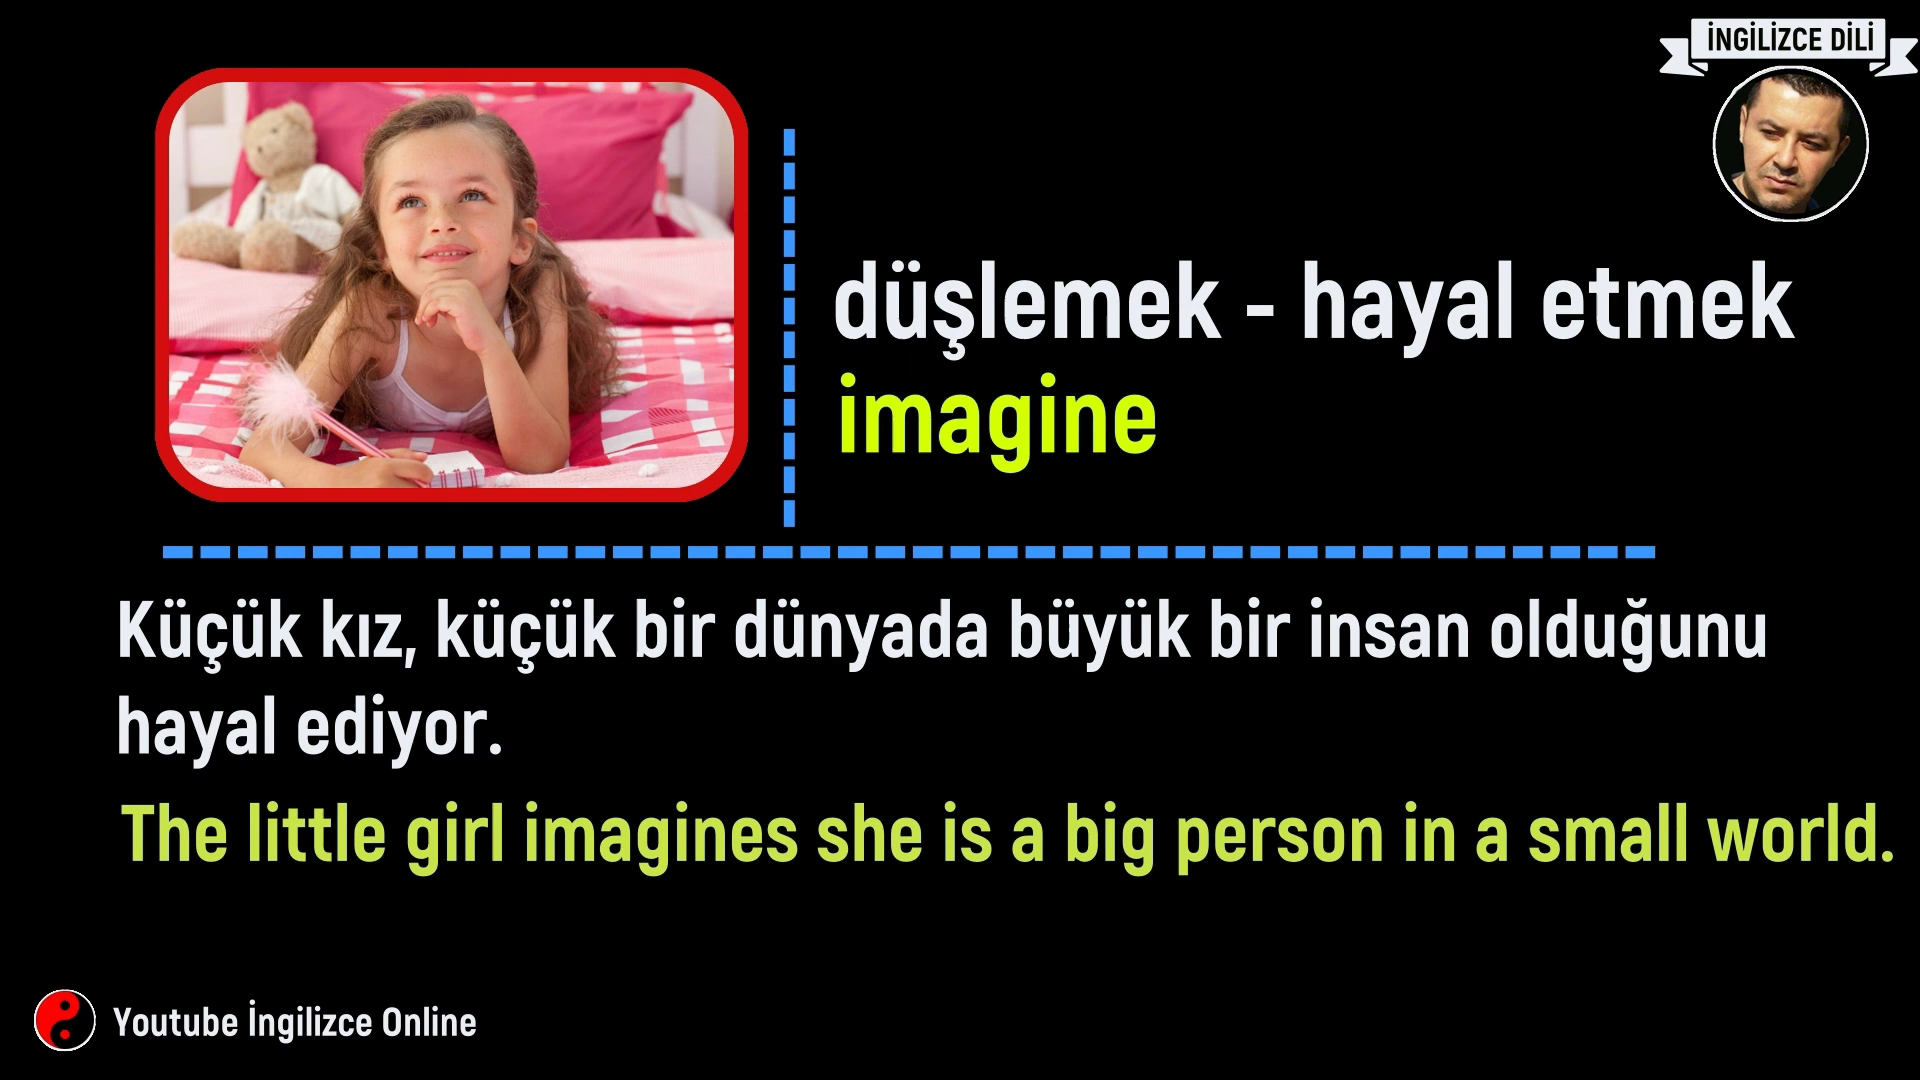 İNGİLİZCE DİLİ
düşlemek - hayal etmek
imagine
Küçük kız, küçük bir dünyada büyük bir insan olduğunu
hayal ediyor.
The little girl imagines she is a big person in a small world.
Youtube İngilizce Online